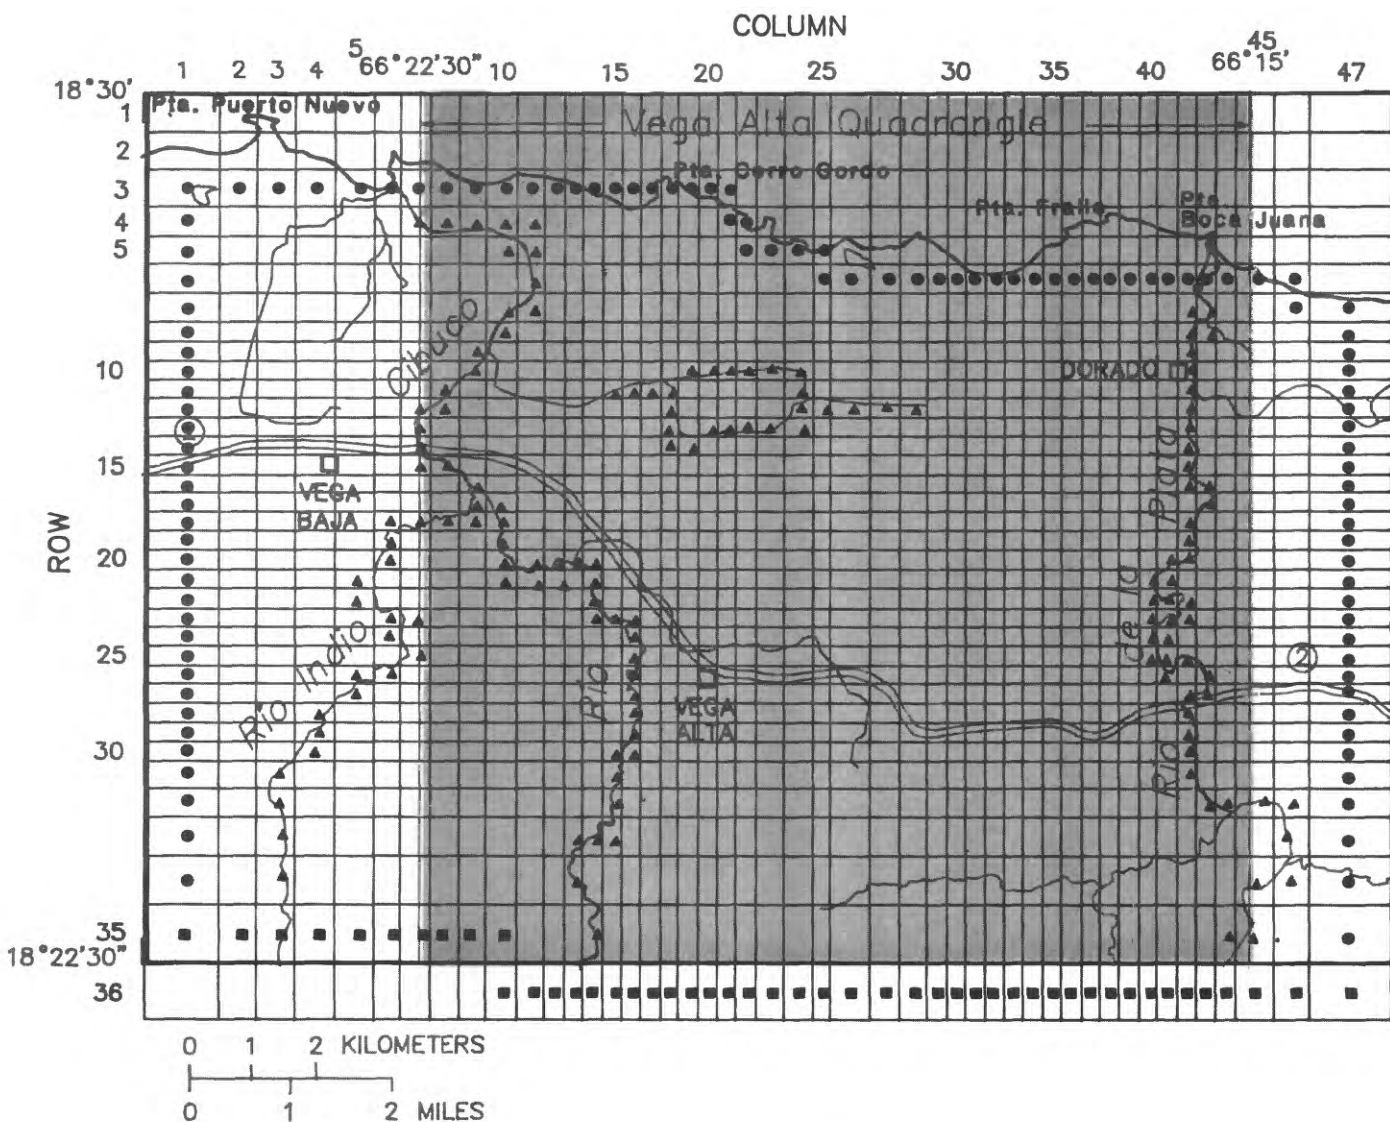 COLUMN
1 2 3 4 5 66°22'30" 10 15 20 25 30 35 40 45 66°15' 47
18°30'
Pta. Puerto Nuevo
Vega Alta Quadrangle
Pta. Cerro Gordo
Pta. Fraile
Pta.
Boca Juana
1
2
3
4
5
10
15
20
25
30
35
36
ROW
18°22'30"
Cibuco
DORADO
2
VEGA
BAJA
Rio Indio
Rio
VEGA
ALTA
Rio de la Plata
2
0 1 2 KILOMETERS
0 1 2 MILES